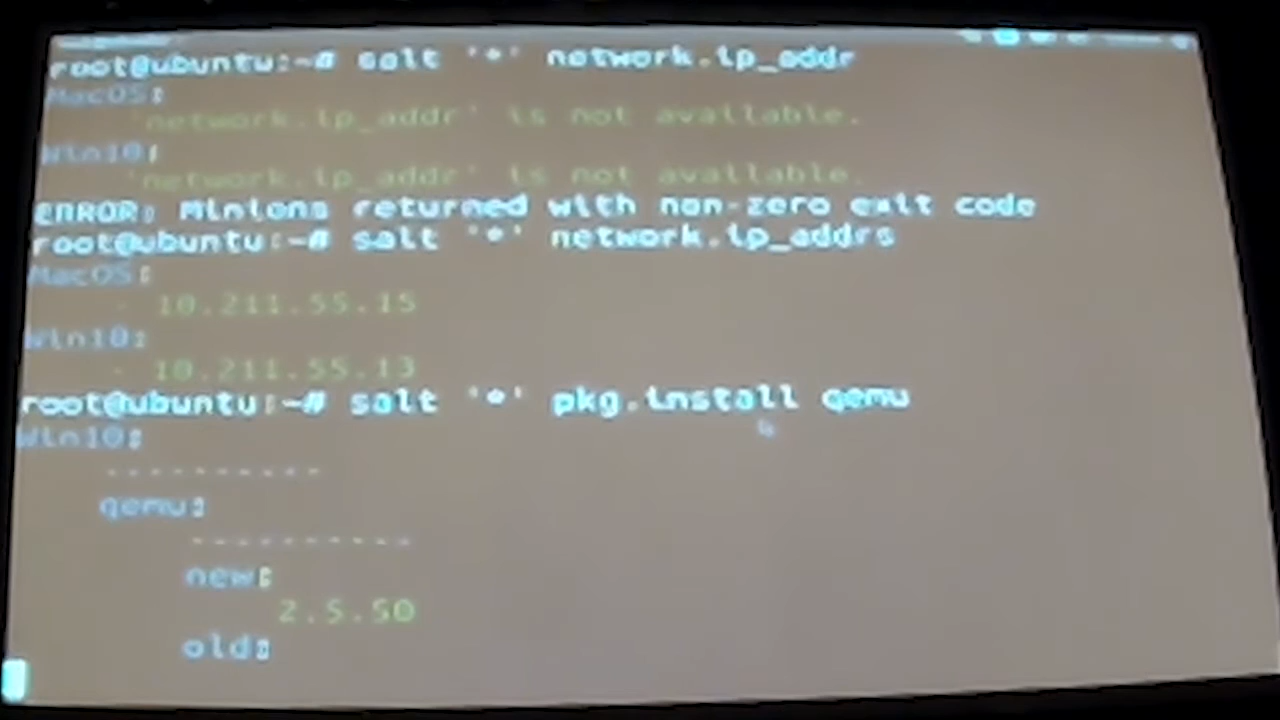 root@ubuntu:~# salt '*' network.ip_addr
MacOS:
'network.ip_addr' is not available.
Win10:
'network.ip_addr' is not available.
ERROR: Minions returned with non-zero exit code
root@ubuntu:~# salt '*' network.ip_addrs
MacOS:
- 10.211.55.15
Win10:
- 10.211.55.13
root@ubuntu:~# salt '*' pkg.install qemu
Win10:
----------
qemu:
----------
new:
2.5.50
old: